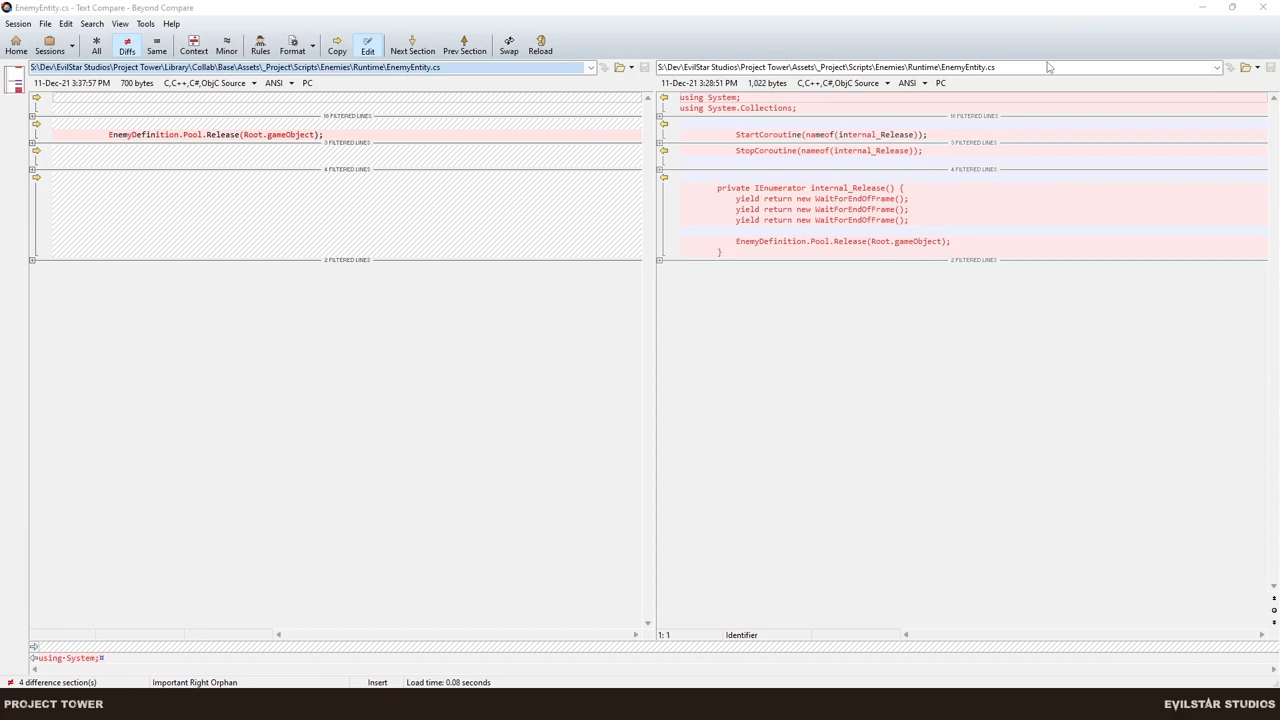 EnemyEntity.cs - Text Compare - Beyond Compare
Session File Edit Search View Tools Help
Home Sessions All Diffs Same Context Minor Rules Format Copy Edit Next Section Prev Section Swap Reload
S:\Dev\EvilStar Studios\Project Tower\Library\Collab\Base\Assets\_Project\Scripts\Enemies\Runtime\EnemyEntity.cs
S:\Dev\EvilStar Studios\Project Tower\Assets\_Project\Scripts\Enemies\Runtime\EnemyEntity.cs
11-Dec-21 3:37:57 PM 700 bytes C,C++,C#,ObjC Source ANSI PC
11-Dec-21 3:28:51 PM 1,022 bytes C,C++,C#,ObjC Source ANSI PC
EnemyDefinition.Pool.Release(Root.gameObject);
3 FILTERED LINES
4 FILTERED LINES
2 FILTERED LINES
using System;
using System.Collections;
StartCoroutine(nameof(internal_Release));
3 FILTERED LINES
StopCoroutine(nameof(internal_Release));
4 FILTERED LINES
private IEnumerator internal_Release() {
yield return new WaitForEndOfFrame();
yield return new WaitForEndOfFrame();
yield return new WaitForEndOfFrame();
EnemyDefinition.Pool.Release(Root.gameObject);
}
2 FILTERED LINES
1: 1 Identifier
using·System;¤
4 difference section(s) Important Right Orphan Insert Load time: 0.08 seconds
PROJECT TOWER
EVILSTAR STUDIOS